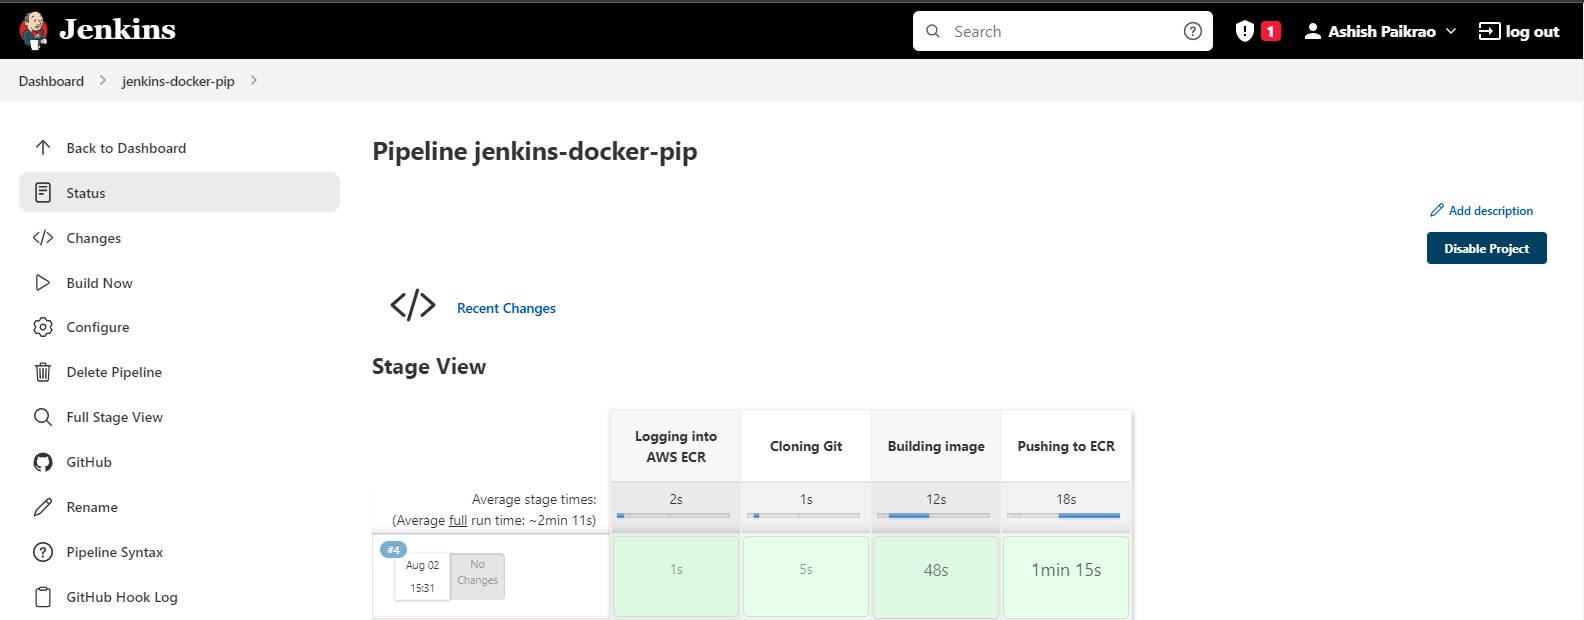 Jenkins
Search
1
Ashish Paikrao
log out
Dashboard
jenkins-docker-pip
Back to Dashboard
Status
Changes
Build Now
Configure
Delete Pipeline
Full Stage View
GitHub
Rename
Pipeline Syntax
GitHub Hook Log
Pipeline jenkins-docker-pip
Add description
Disable Project
Recent Changes
Stage View
Logging into
AWS ECR
Cloning Git
Building image
Pushing to ECR
Average stage times:
(Average full run time: ~2min 11s)
2s
1s
12s
18s
#4
Aug 02
15:31
No
Changes
1s
5s
48s
1min 15s